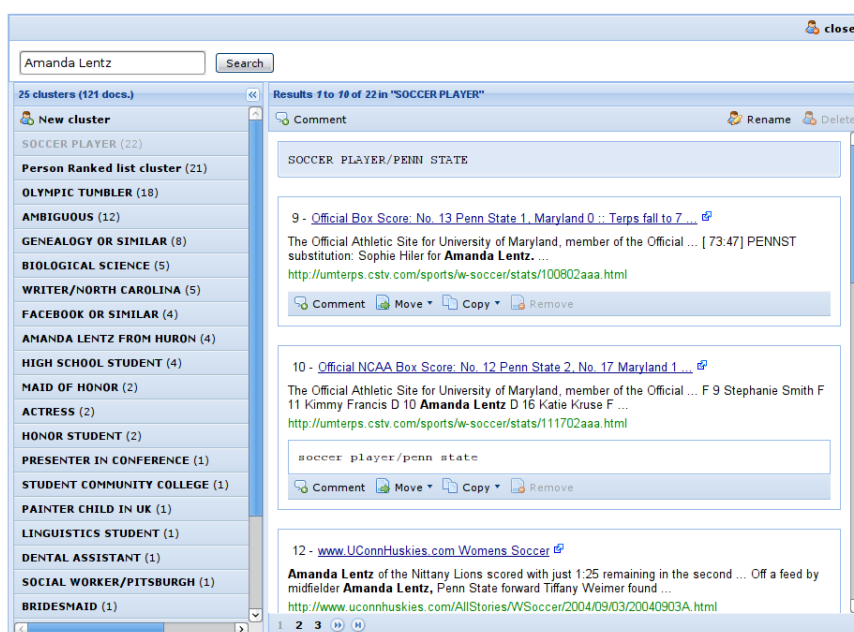 close
Amanda Lentz
Search
25 clusters (121 docs.)
New cluster
SOCCER PLAYER (22)
Person Ranked list cluster (21)
OLYMPIC TUMBLER (18)
AMBIGUOUS (12)
GENEALOGY OR SIMILAR (8)
BIOLOGICAL SCIENCE (5)
WRITER/NORTH CAROLINA (5)
FACEBOOK OR SIMILAR (4)
AMANDA LENTZ FROM HURON (4)
HIGH SCHOOL STUDENT (4)
MAID OF HONOR (2)
ACTRESS (2)
HONOR STUDENT (2)
PRESENTER IN CONFERENCE (1)
STUDENT COMMUNITY COLLEGE (1)
PAINTER CHILD IN UK (1)
LINGUISTICS STUDENT (1)
DENTAL ASSISTANT (1)
SOCIAL WORKER/PITSBURGH (1)
BRIDESMAID (1)
Results 1 to 10 of 22 in "SOCCER PLAYER"
Comment Rename Delete
SOCCER PLAYER/PENN STATE
9 - Official Box Score: No. 13 Penn State 1, Maryland 0 :: Terps fall to 7 ...
The Official Athletic Site for University of Maryland, member of the Official ... [ 73:47] PENNST
substitution: Sophie Hiler for Amanda Lentz. ...
http://umterps.cstv.com/sports/w-soccer/stats/100802aaa.html
Comment Move Copy Remove
10 - Official NCAA Box Score: No. 12 Penn State 2, No. 17 Maryland 1 ...
The Official Athletic Site for University of Maryland, member of the Official ... F 9 Stephanie Smith F
11 Kimmy Francis D 10 Amanda Lentz D 16 Katie Kruse F ...
http://umterps.cstv.com/sports/w-soccer/stats/111702aaa.html
soccer player/penn state
Comment Move Copy Remove
12 - www.UConnHuskies.com Womens Soccer
Amanda Lentz of the Nittany Lions scored with just 1:25 remaining in the second ... Off a feed by
midfielder Amanda Lentz, Penn State forward Tiffany Weimer found ...
http://www.uconnhuskies.com/AllStories/WSoccer/2004/09/03/20040903A.html
1 2 3